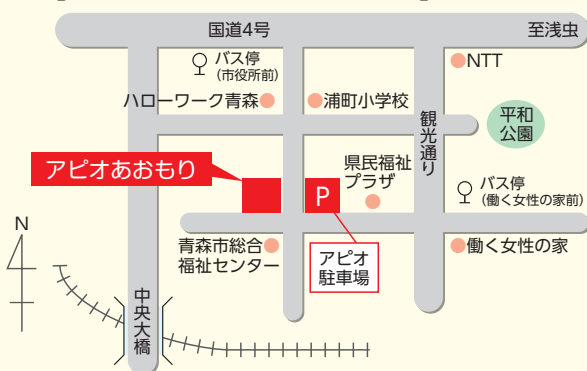 国道4号
至浅虫
バス停
（市役所前）
NTT
ハローワーク青森
浦町小学校
観光通り
平和
公園
アピオあおもり
県民福祉
プラザ
P
バス停
（働く女性の家前）
N
青森市総合
福祉センター
アピオ
駐車場
働く女性の家
中央大橋